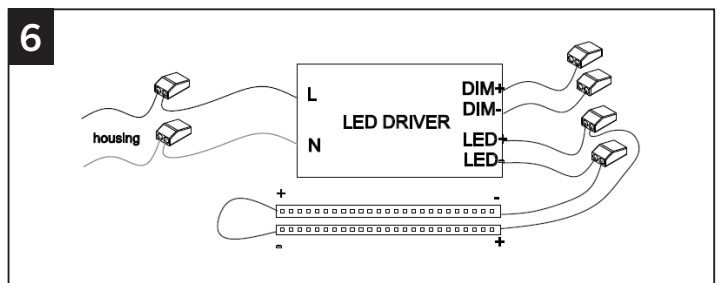 6
L
N
housing
LED DRIVER
DIM+
DIM-
LED+
LED-
+
-
-
+